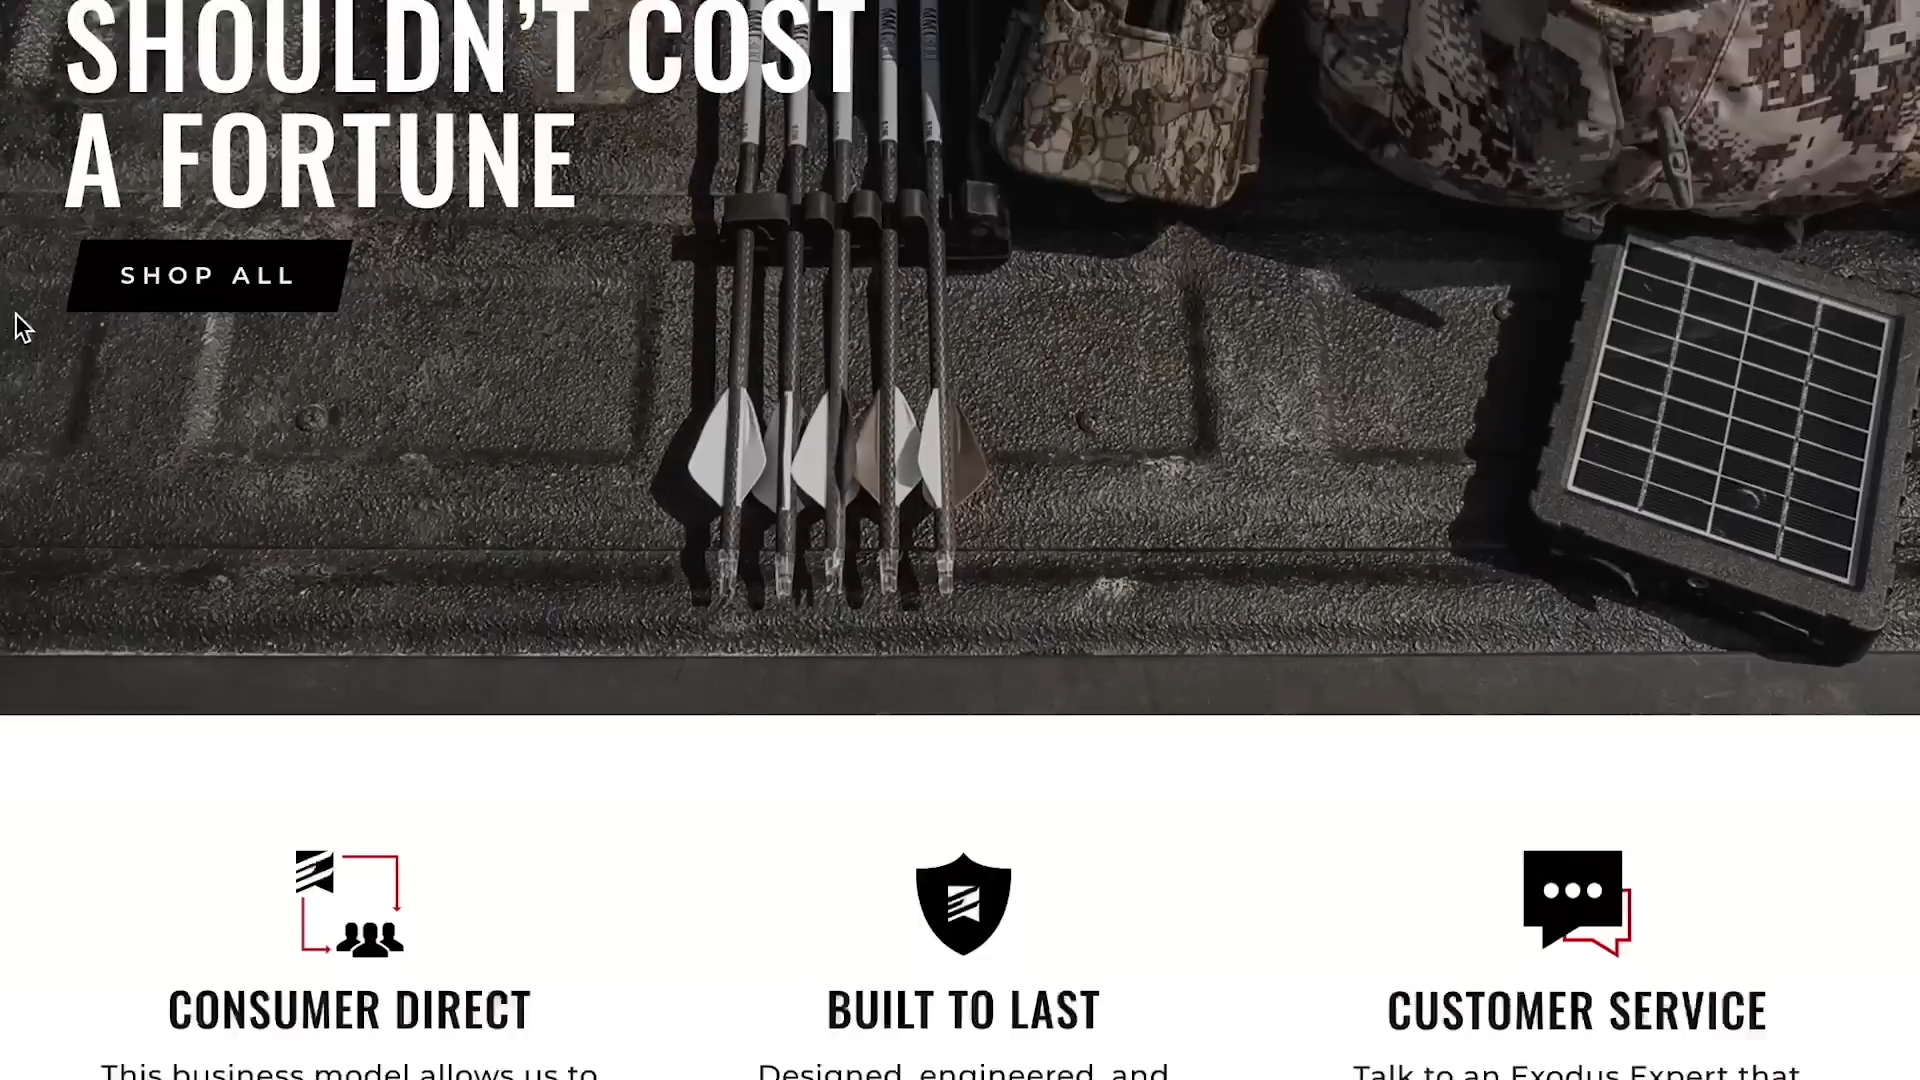 SHOULDN'T COST
A FORTUNE
SHOP ALL
CONSUMER DIRECT
BUILT TO LAST
CUSTOMER SERVICE
This business model allows us to
Designed, engineered, and
Talk to an Exodus Expert that